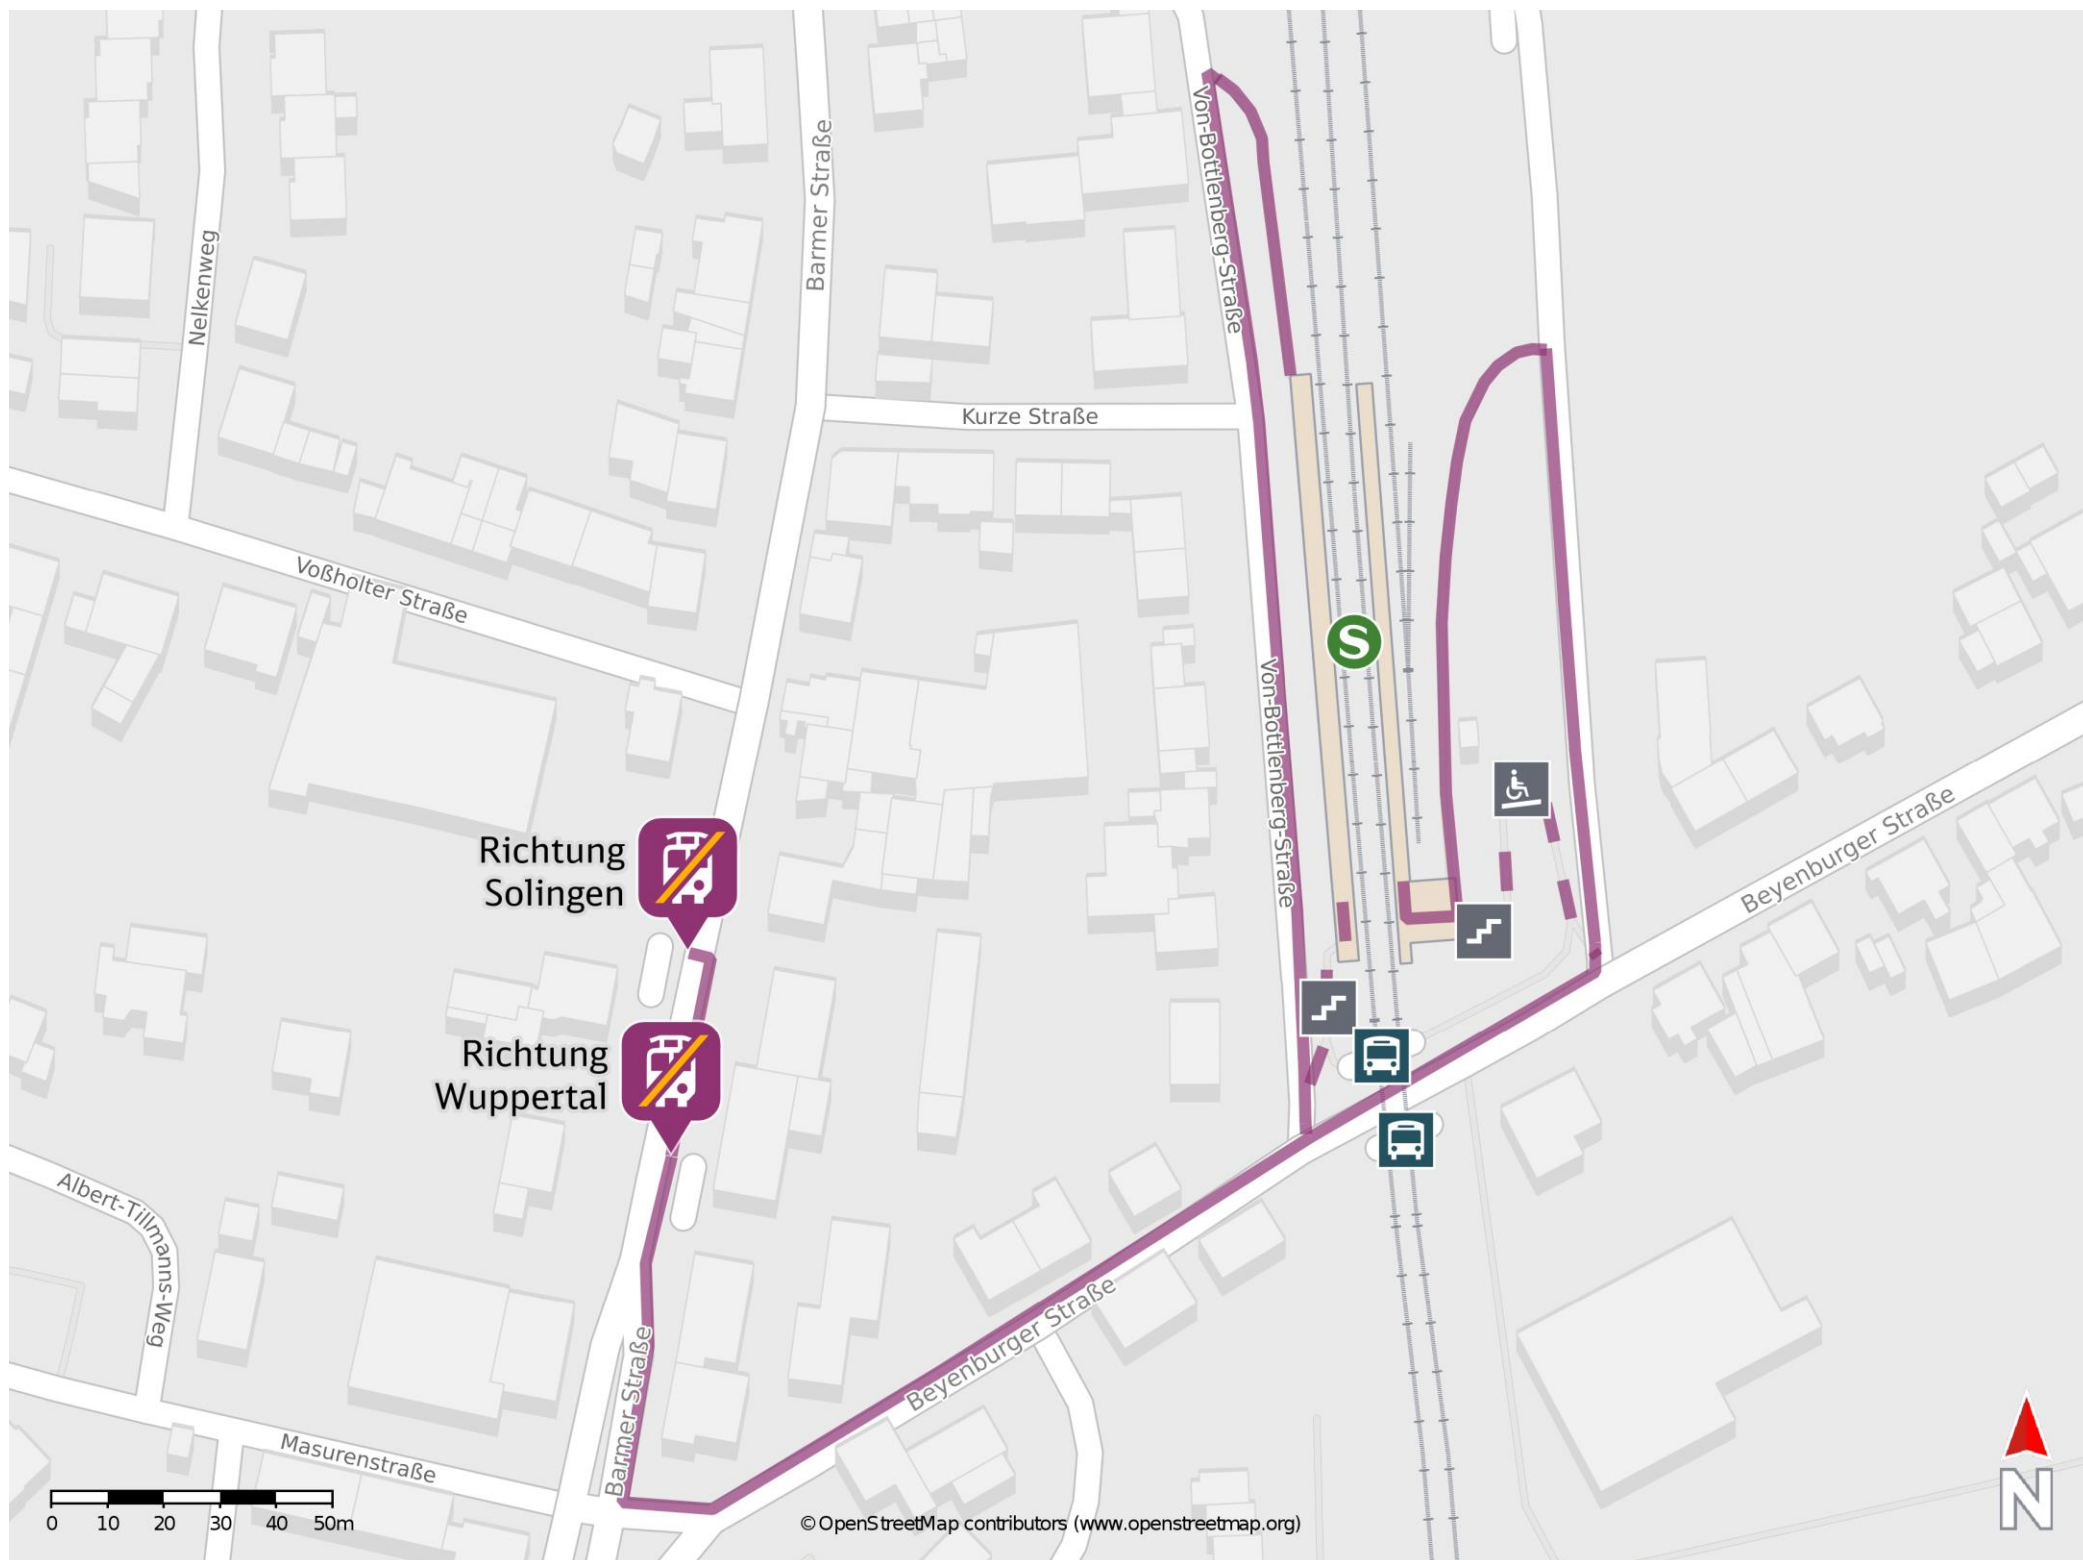 Von-Bottlenberg-Straße
Barmer Straße
Nelkenweg
Kurze Straße
Voßholter Straße
S
Von-Bottlenberg-Straße
Beyenburger Straße
Richtung
Solingen
Richtung
Wuppertal
Albert-Tillmanns-Weg
Beyenburger Straße
Barmer Straße
Masurenstraße
0 10 20 30 40 50m
© OpenStreetMap contributors (www.openstreetmap.org)
N